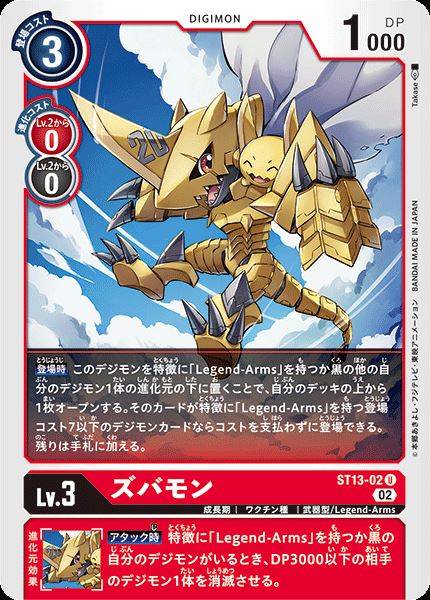 登場コスト
3
DIGIMON
DP
1000
進化コスト
Lv.2から
0
Lv.2から
0
2U
Takase
BANDAI MADE IN JAPAN
©本郷あきよし・フジテレビ・東映アニメーション
登場時 このデジモンを特徴に「Legend-Arms」を持つか黒の他の自
分のデジモン1体の進化元の下に置くことで、自分のデッキの上から
1枚オープンする。そのカードが特徴に「Legend-Arms」を持つ登場
コスト7以下のデジモンカードならコストを支払わずに登場できる。
残りは手札に加える。
ST13-02 U
Lv.3
ズバモン
02
成長期 | ワクチン種 | 武器型/Legend-Arms
進化元効果
アタック時 特徴に「Legend-Arms」を持つか黒の
自分のデジモンがいるとき、DP3000以下の相手
のデジモン1体を消滅させる。